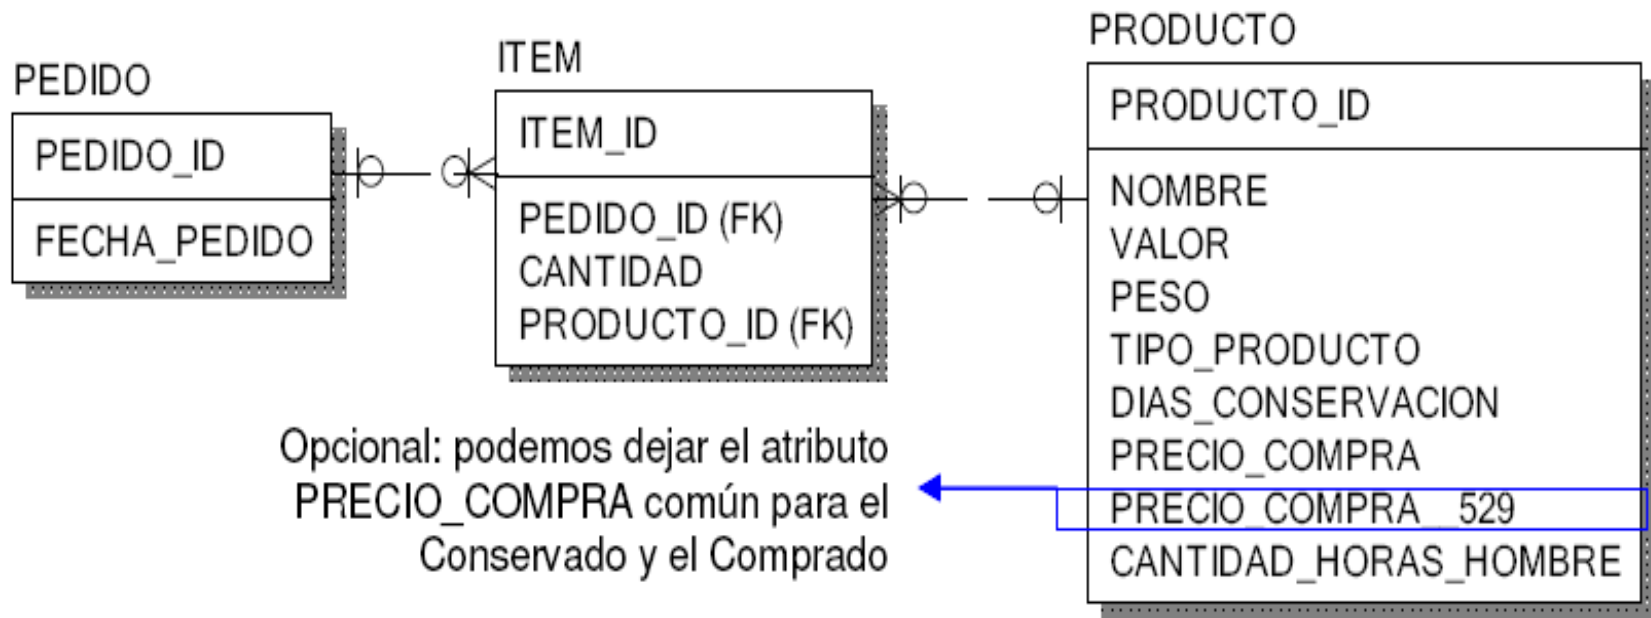 PEDIDO
PEDIDO_ID
FECHA_PEDIDO
ITEM
ITEM_ID
PEDIDO_ID (FK)
CANTIDAD
PRODUCTO_ID (FK)
PRODUCTO
PRODUCTO_ID
NOMBRE
VALOR
PESO
TIPO_PRODUCTO
DIAS_CONSERVACION
PRECIO_COMPRA
PRECIO_COMPRA__529
CANTIDAD_HORAS_HOMBRE
Opcional: podemos dejar el atributo
PRECIO_COMPRA común para el
Conservado y el Comprado